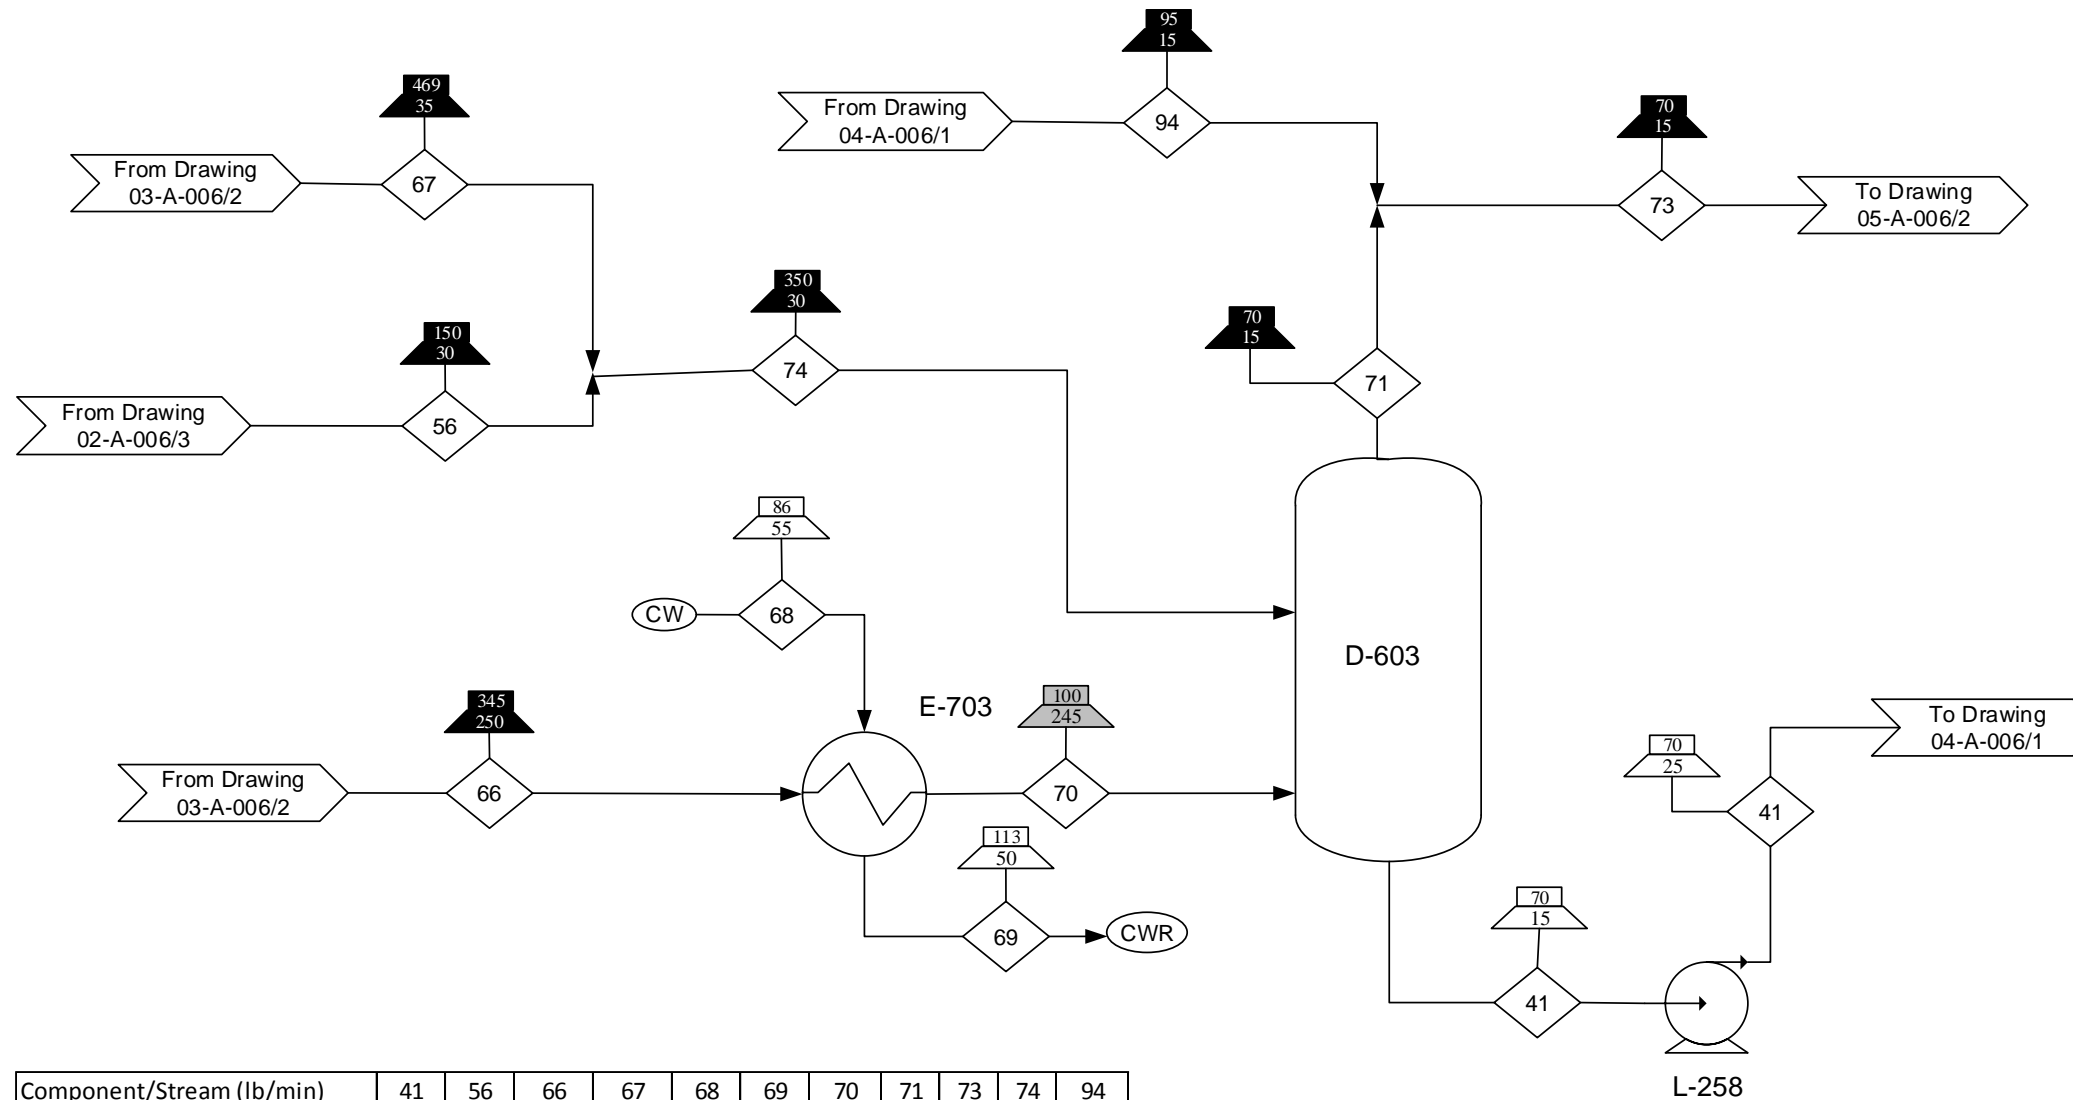 95
15
469
35
From Drawing
04-A-006/1
94
70
15
From Drawing
03-A-006/2
67
73
To Drawing
05-A-006/2
350
30
150
30
70
15
74
71
From Drawing
02-A-006/3
56
86
55
CW
68
D-603
345
250
E-703
100
245
From Drawing
03-A-006/2
66
70
To Drawing
04-A-006/1
70
25
41
113
50
69
CWR
70
15
41
L-258
Component/Stream (lb/min) 41 56 66 67 68 69 70 71 73 74 94